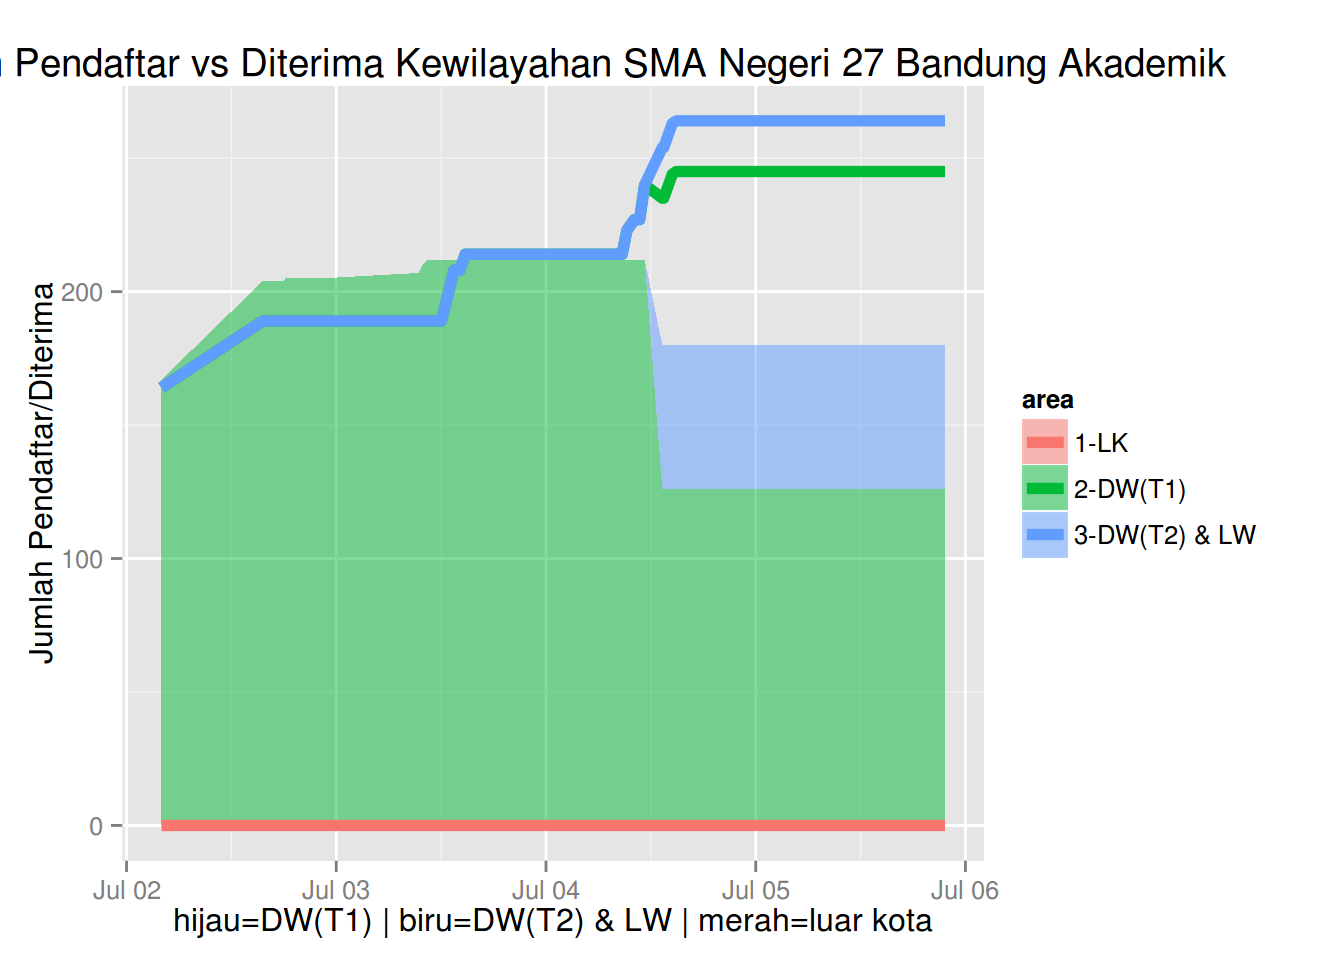 Pendaftar vs Diterima Kewilayahan SMA Negeri 27 Bandung Akademik
Jumlah Pendaftar/Diterima
200
100
0
Jul 02
Jul 03
Jul 04
Jul 05
Jul 06
hijau=DW(T1) | biru=DW(T2) & LW | merah=luar kota
area
1-LK
2-DW(T1)
3-DW(T2) & LW